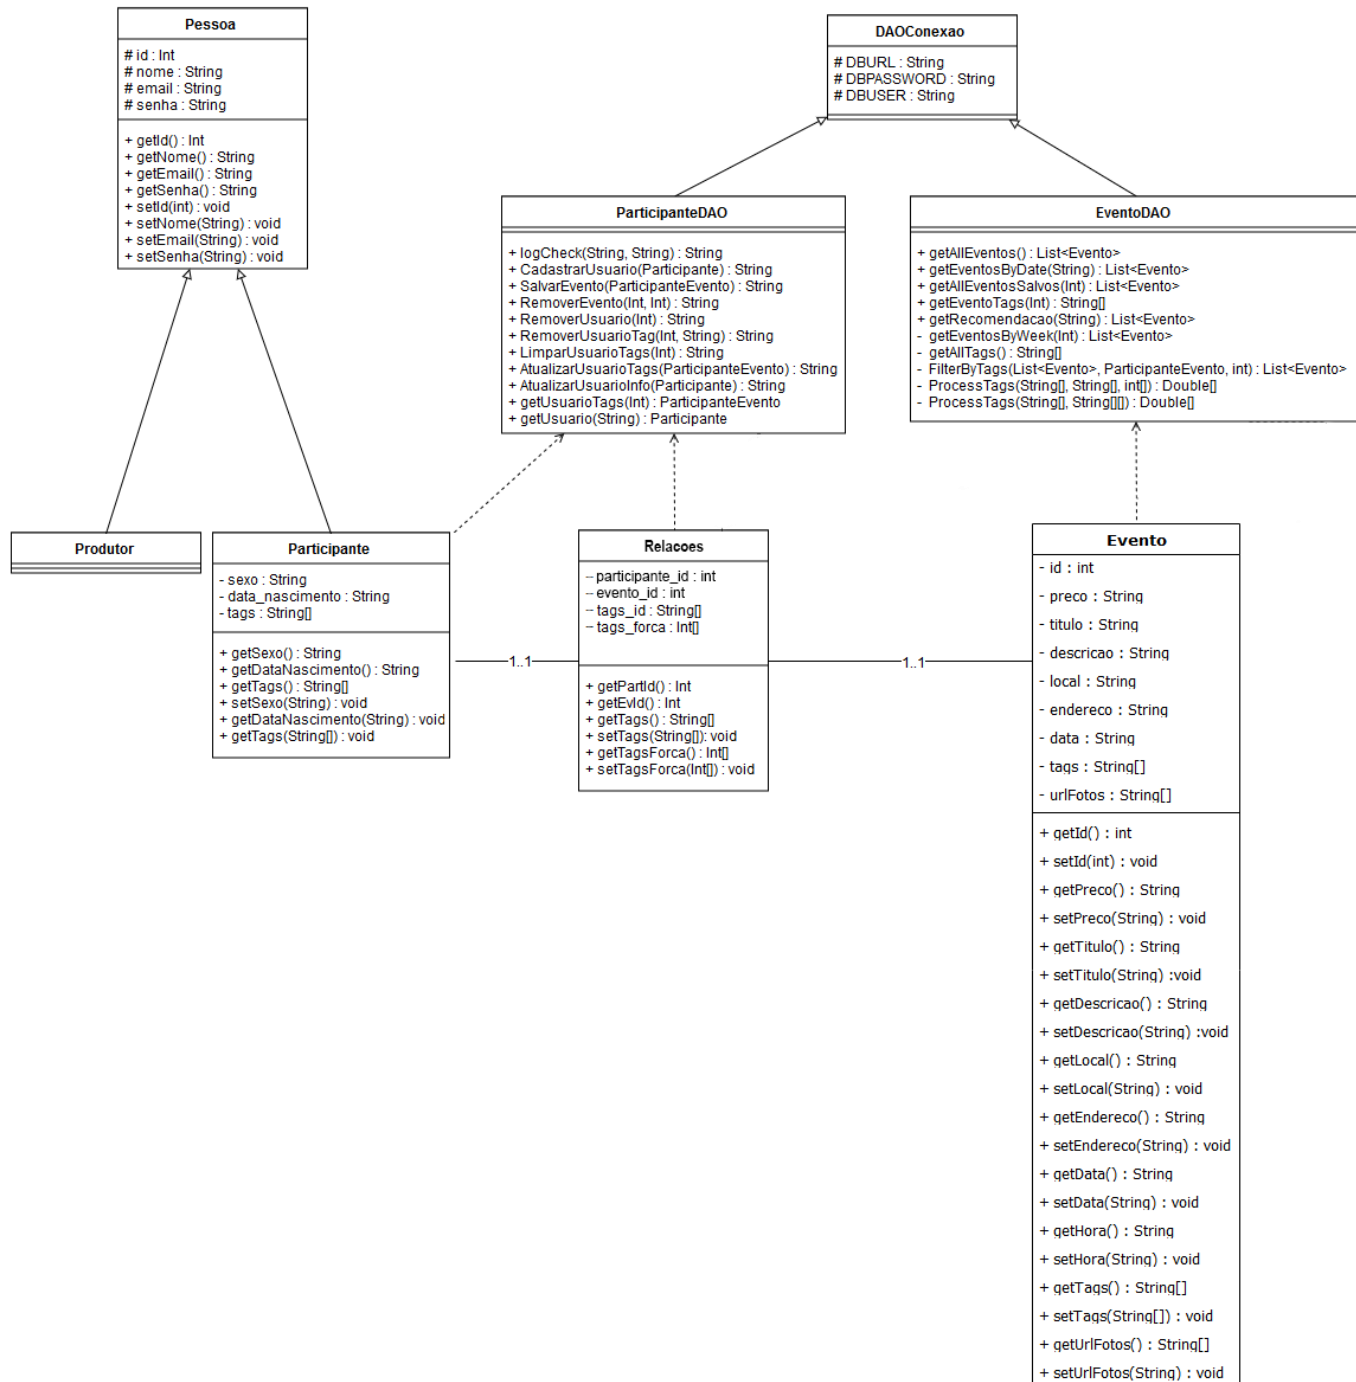 Pessoa
# id : Int
# nome : String
# email : String
# senha : String
+ getId() : Int
+ getNome() : String
+ getEmail() : String
+ getSenha() : String
+ setId(int) : void
+ setNome(String) : void
+ setEmail(String) : void
+ setSenha(String) : void
DAOConexao
# DBURL : String
# DBPASSWORD : String
# DBUSER : String
ParticipanteDAO
+ logCheck(String, String) : String
+ CadastrarUsuario(Participante) : String
+ SalvarEvento(ParticipanteEvento) : String
+ RemoverEvento(Int, Int) : String
+ RemoverUsuario(Int) : String
+ RemoverUsuarioTag(Int, String) : String
+ LimparUsuarioTags(Int) : String
+ AtualizarUsuarioTags(ParticipanteEvento) : String
+ AtualizarUsuarioInfo(Participante) : String
+ getUsuarioTags(Int) : ParticipanteEvento
+ getUsuario(String) : Participante
EventoDAO
+ getAllEventos() : List<Evento>
+ getEventosByDate(String) : List<Evento>
+ getAllEventosSalvos(Int) : List<Evento>
+ getEventoTags(Int) : String[]
+ getRecomendacao(String) : List<Evento>
- getEventosByWeek(Int) : List<Evento>
- getAllTags() : String[]
- FilterByTags(List<Evento>, ParticipanteEvento, int) : List<Evento>
- ProcessTags(String[], String[], int[]) : Double[]
- ProcessTags(String[], String[][]) : Double[]
Produtor
Participante
- sexo : String
- data_nascimento : String
- tags : String[]
+ getSexo() : String
+ getDataNascimento() : String
+ getTags() : String[]
+ setSexo(String) : void
+ getDataNascimento(String) : void
+ getTags(String[]) : void
1..1
Relacoes
-- participante_id : int
-- evento_id : int
-- tags_id : String[]
-- tags_forca : Int[]
+ getPartId() : Int
+ getEvId() : Int
+ getTags() : String[]
+ setTags(String[]): void
+ getTagsForca() : Int[]
+ setTagsForca(Int[]) : void
1..1
Evento
- id : int
- preco : String
- titulo : String
- descricao : String
- local : String
- endereco : String
- data : String
- tags : String[]
- urlFotos : String[]
+ getId() : int
+ setId(int) : void
+ getPreco() : String
+ setPreco(String) : void
+ getTitulo() : String
+ setTitulo(String) :void
+ getDescricao() : String
+ setDescricao(String) :void
+ getLocal() : String
+ setLocal(String) : void
+ getEndereco() : String
+ setEndereco(String) : void
+ getData() : String
+ setData(String) : void
+ getHora() : String
+ setHora(String) : void
+ getTags() : String[]
+ setTags(String[]) : void
+ getUrlFotos() : String[]
+ setUrlFotos(String) : void